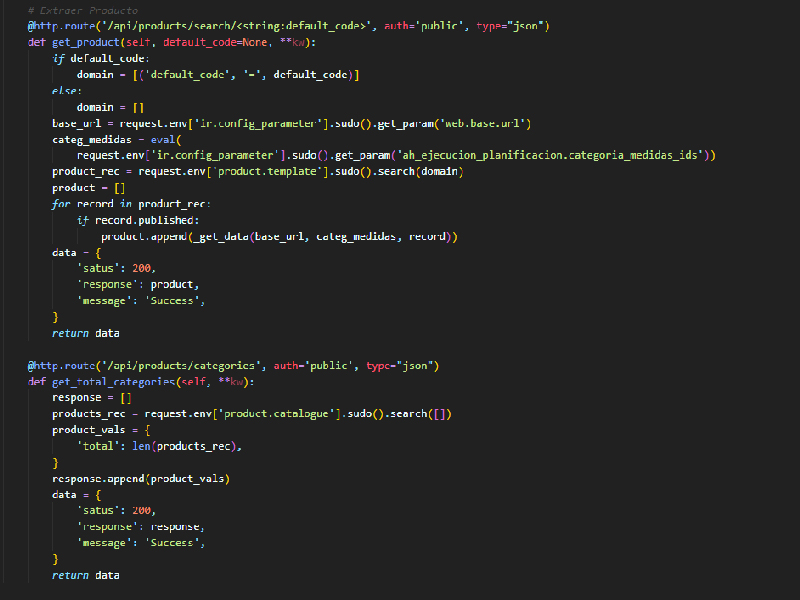 # Extraer Producto
@http.route('/api/products/search/<string:default_code>', auth='public', type="json")
def get_product(self, default_code=None, **kw):
    if default_code:
        domain = [('default_code', '=', default_code)]
    else:
        domain = []
    base_url = request.env['ir.config_parameter'].sudo().get_param('web.base.url')
    categ_medidas = eval(
        request.env['ir.config_parameter'].sudo().get_param('ah_ejecucion_planificacion.categoria_medidas_ids'))
    product_rec = request.env['product.template'].sudo().search(domain)
    product = []
    for record in product_rec:
        if record.published:
            product.append(_get_data(base_url, categ_medidas, record))
    data = {
        'satus': 200,
        'response': product,
        'message': 'Success',
    }
    return data
@http.route('/api/products/categories', auth='public', type="json")
def get_total_categories(self, **kw):
    response = []
    products_rec = request.env['product.catalogue'].sudo().search([])
    product_vals = {
        'total': len(products_rec),
    }
    response.append(product_vals)
    data = {
        'satus': 200,
        'response': response,
        'message': 'Success',
    }
    return data